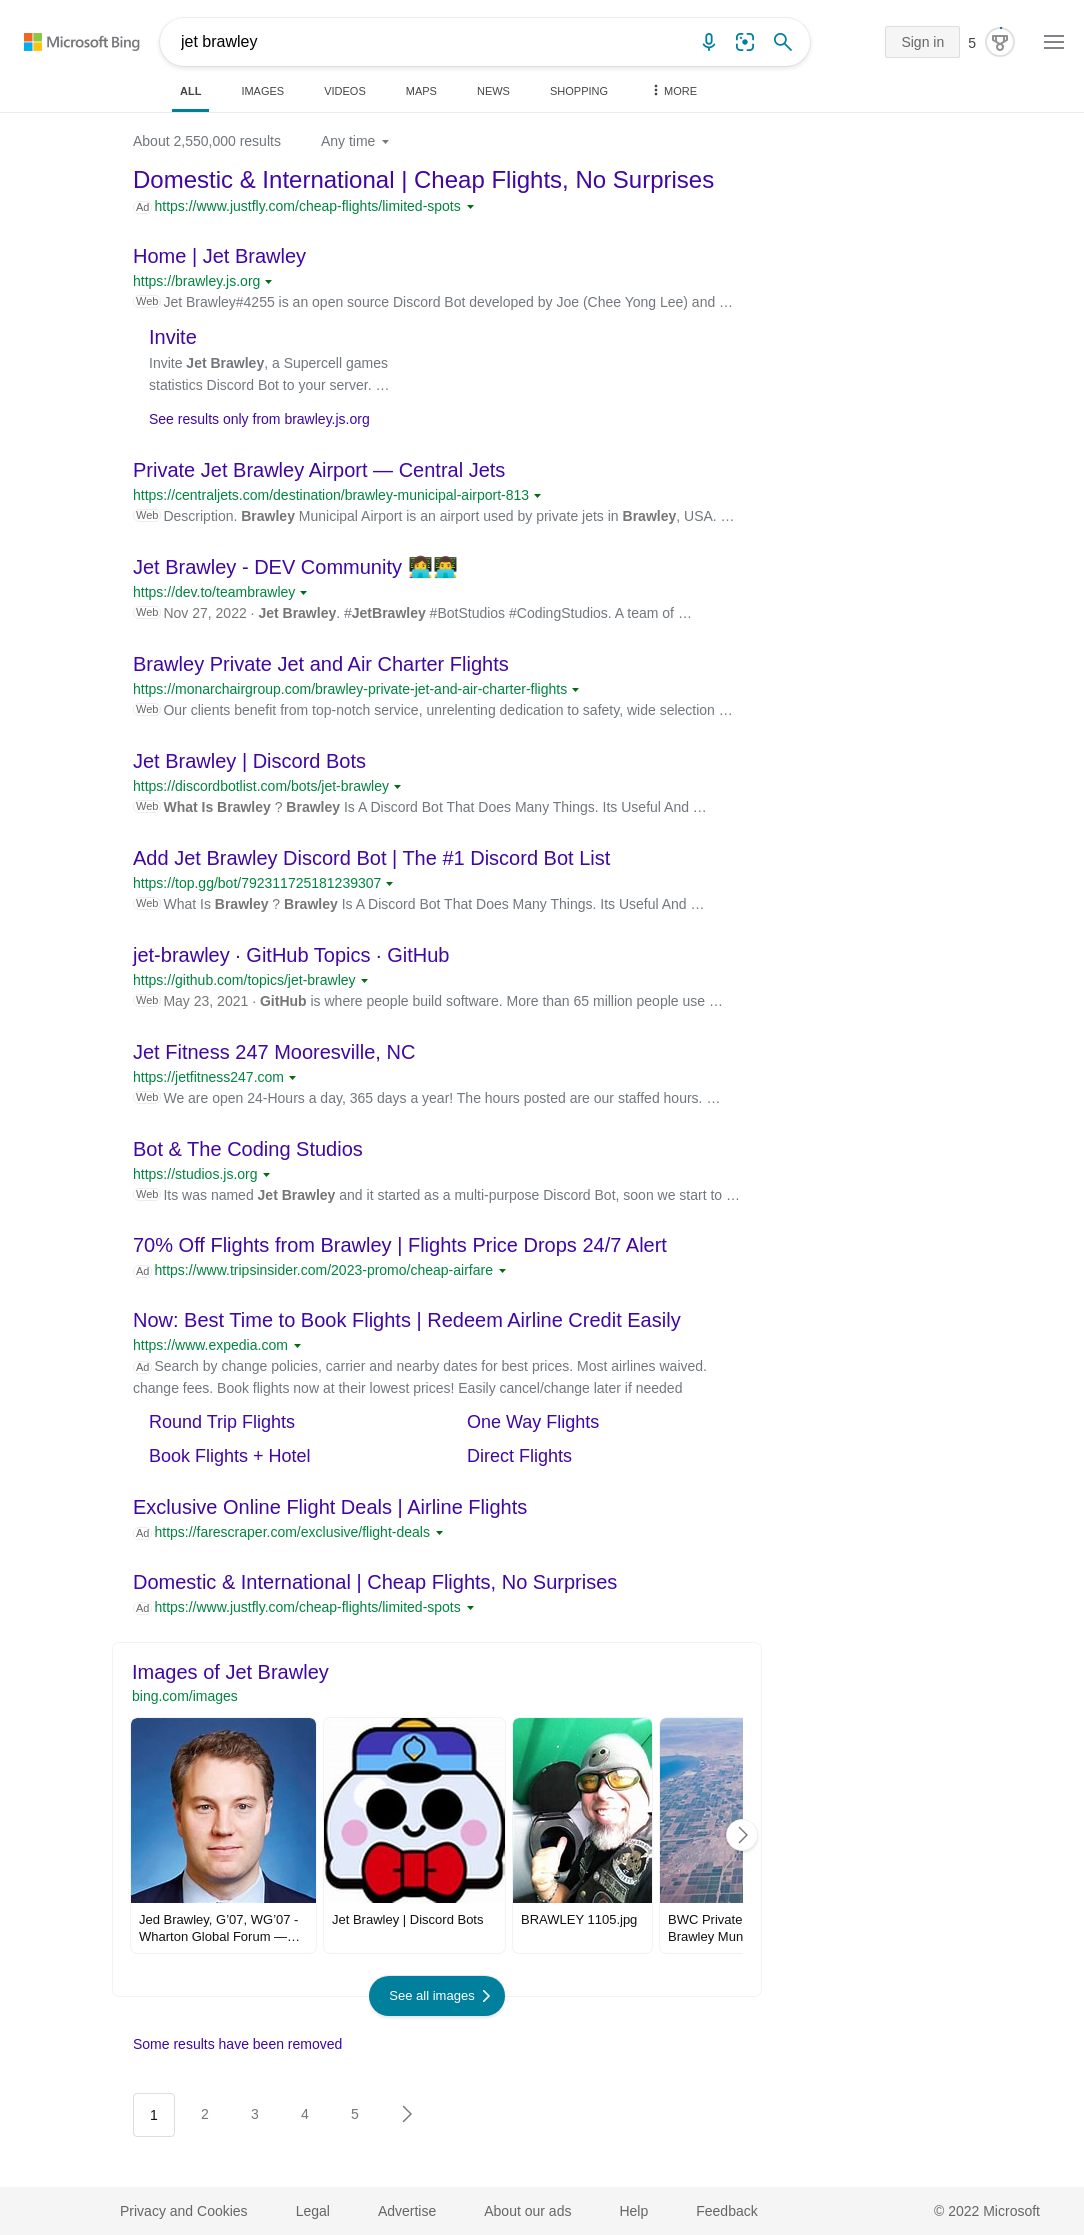 Microsoft Bing
jet brawley
Sign in
5
ALL IMAGES VIDEOS MAPS NEWS SHOPPING MORE
About 2,550,000 results Any time
Domestic & International | Cheap Flights, No Surprises
Ad https://www.justfly.com/cheap-flights/limited-spots
Home | Jet Brawley
https://brawley.js.org
Web Jet Brawley#4255 is an open source Discord Bot developed by Joe (Chee Yong Lee) and …
Invite
Invite Jet Brawley, a Supercell games
statistics Discord Bot to your server. …
See results only from brawley.js.org
Private Jet Brawley Airport — Central Jets
https://centraljets.com/destination/brawley-municipal-airport-813
Web Description. Brawley Municipal Airport is an airport used by private jets in Brawley, USA. …
Jet Brawley - DEV Community 👩‍💻👨‍💻
https://dev.to/teambrawley
Web Nov 27, 2022 · Jet Brawley. #JetBrawley #BotStudios #CodingStudios. A team of …
Brawley Private Jet and Air Charter Flights
https://monarchairgroup.com/brawley-private-jet-and-air-charter-flights
Web Our clients benefit from top-notch service, unrelenting dedication to safety, wide selection …
Jet Brawley | Discord Bots
https://discordbotlist.com/bots/jet-brawley
Web What Is Brawley ? Brawley Is A Discord Bot That Does Many Things. Its Useful And …
Add Jet Brawley Discord Bot | The #1 Discord Bot List
https://top.gg/bot/792311725181239307
Web What Is Brawley ? Brawley Is A Discord Bot That Does Many Things. Its Useful And …
jet-brawley · GitHub Topics · GitHub
https://github.com/topics/jet-brawley
Web May 23, 2021 · GitHub is where people build software. More than 65 million people use …
Jet Fitness 247 Mooresville, NC
https://jetfitness247.com
Web We are open 24-Hours a day, 365 days a year! The hours posted are our staffed hours. …
Bot & The Coding Studios
https://studios.js.org
Web Its was named Jet Brawley and it started as a multi-purpose Discord Bot, soon we start to …
70% Off Flights from Brawley | Flights Price Drops 24/7 Alert
Ad https://www.tripsinsider.com/2023-promo/cheap-airfare
Now: Best Time to Book Flights | Redeem Airline Credit Easily
https://www.expedia.com
Ad Search by change policies, carrier and nearby dates for best prices. Most airlines waived.
change fees. Book flights now at their lowest prices! Easily cancel/change later if needed
Round Trip Flights One Way Flights
Book Flights + Hotel Direct Flights
Exclusive Online Flight Deals | Airline Flights
Ad https://farescraper.com/exclusive/flight-deals
Domestic & International | Cheap Flights, No Surprises
Ad https://www.justfly.com/cheap-flights/limited-spots
Images of Jet Brawley
bing.com/images
Jed Brawley, G’07, WG’07 -
Wharton Global Forum —…
Jet Brawley | Discord Bots
BRAWLEY 1105.jpg
BWC Private
Brawley Mun
See all images
Some results have been removed
1 2 3 4 5
Privacy and Cookies Legal Advertise About our ads Help Feedback © 2022 Microsoft